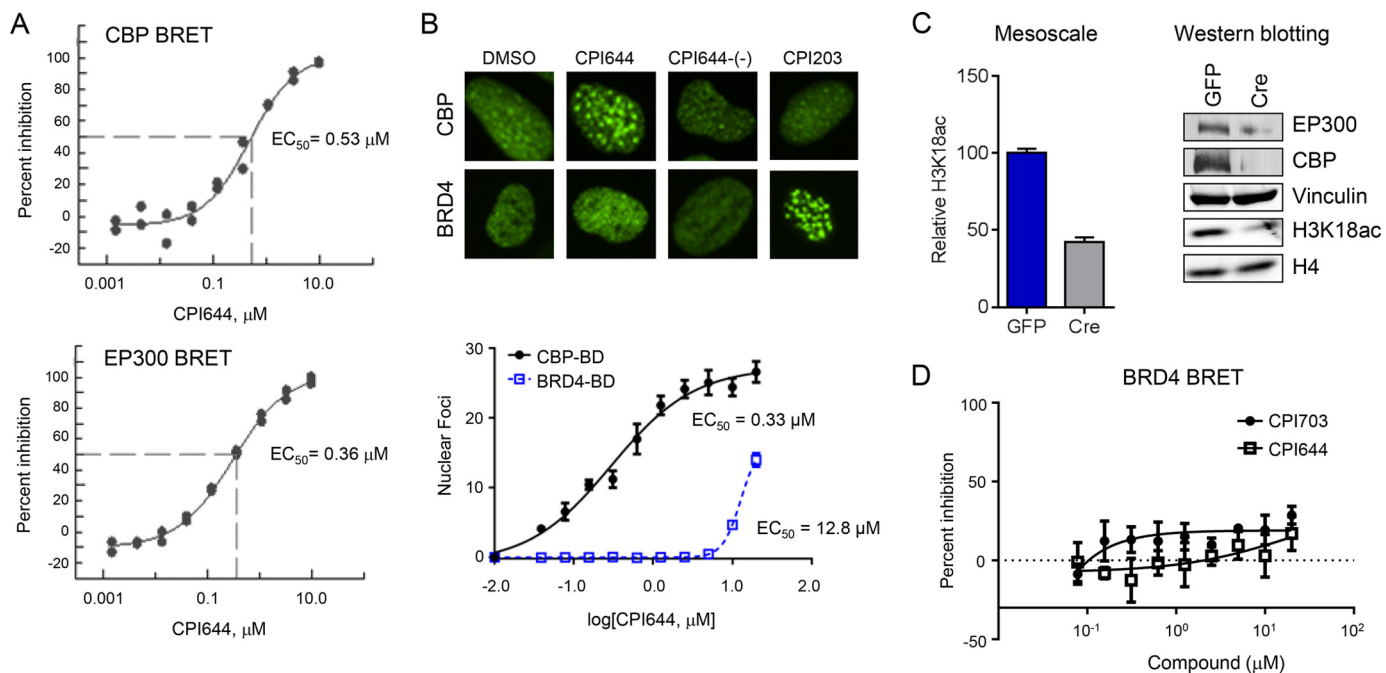 A
CBP BRET
Percent inhibition
100
80
60
40
20
0
-20
EC50= 0.53 μM
0.001 0.1 10.0
CPI644, μM
EP300 BRET
Percent inhibition
100
80
60
40
20
0
-20
EC50= 0.36 μM
0.001 0.1 10.0
CPI644, μM
B
DMSO CPI644 CPI644-(-) CPI203
CBP
BRD4
CBP-BD
BRD4-BD
Nuclear Foci
30
20
10
0
EC50 = 0.33 μM
EC50 = 12.8 μM
-2.0 -1.0 0.0 1.0 2.0
log[CPI644, μM]
C
Mesoscale
Relative H3K18ac
150
100
50
0
GFP Cre
Western blotting
GFP Cre
EP300
CBP
Vinculin
H3K18ac
H4
D
BRD4 BRET
Percent inhibition
100
50
0
-50
CPI703
CPI644
10-1 100 101 102
Compound (μM)